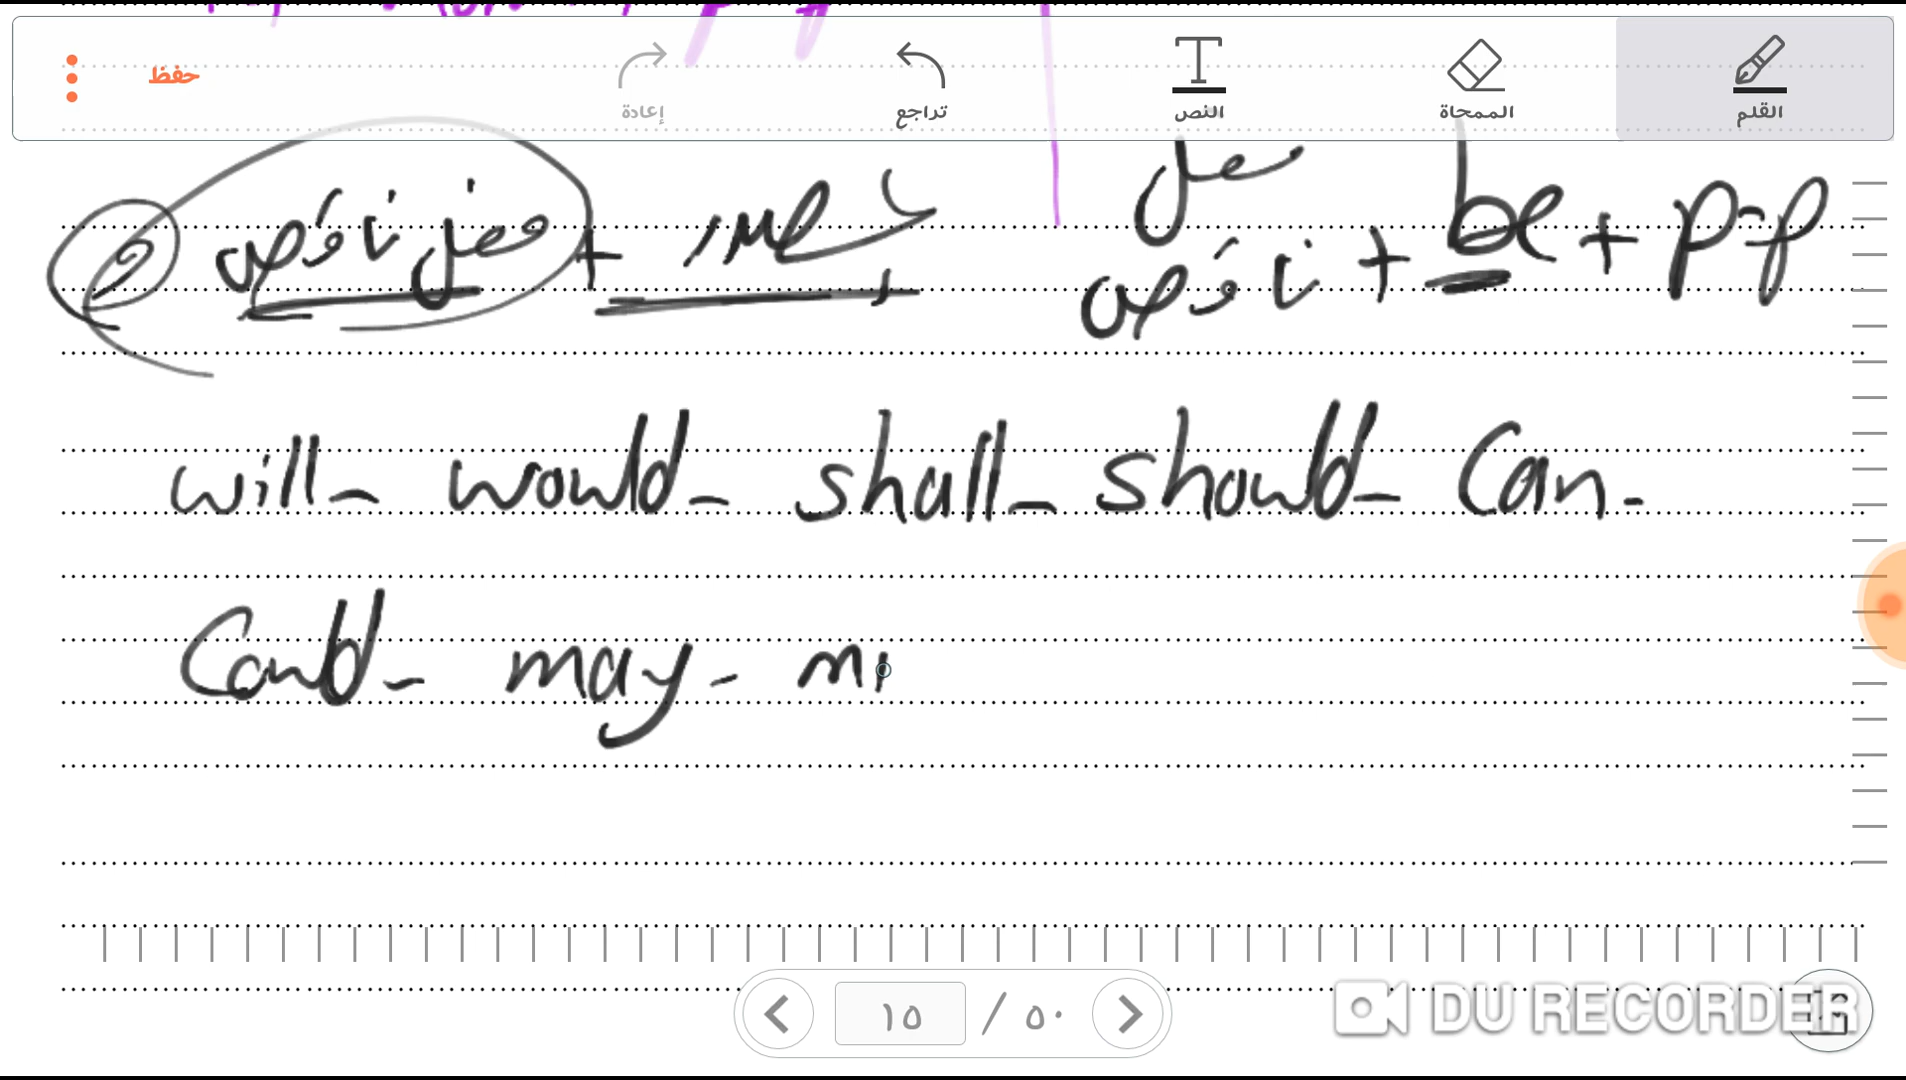 حفظ إعادة تراجع النص الممحاة القلم
و فعل ناقص + مصدر فعل ناقص + be + p.p
will - would - shall - should - Can -
Could - may - mi
١٥ / ٥٠
DU RECORDER